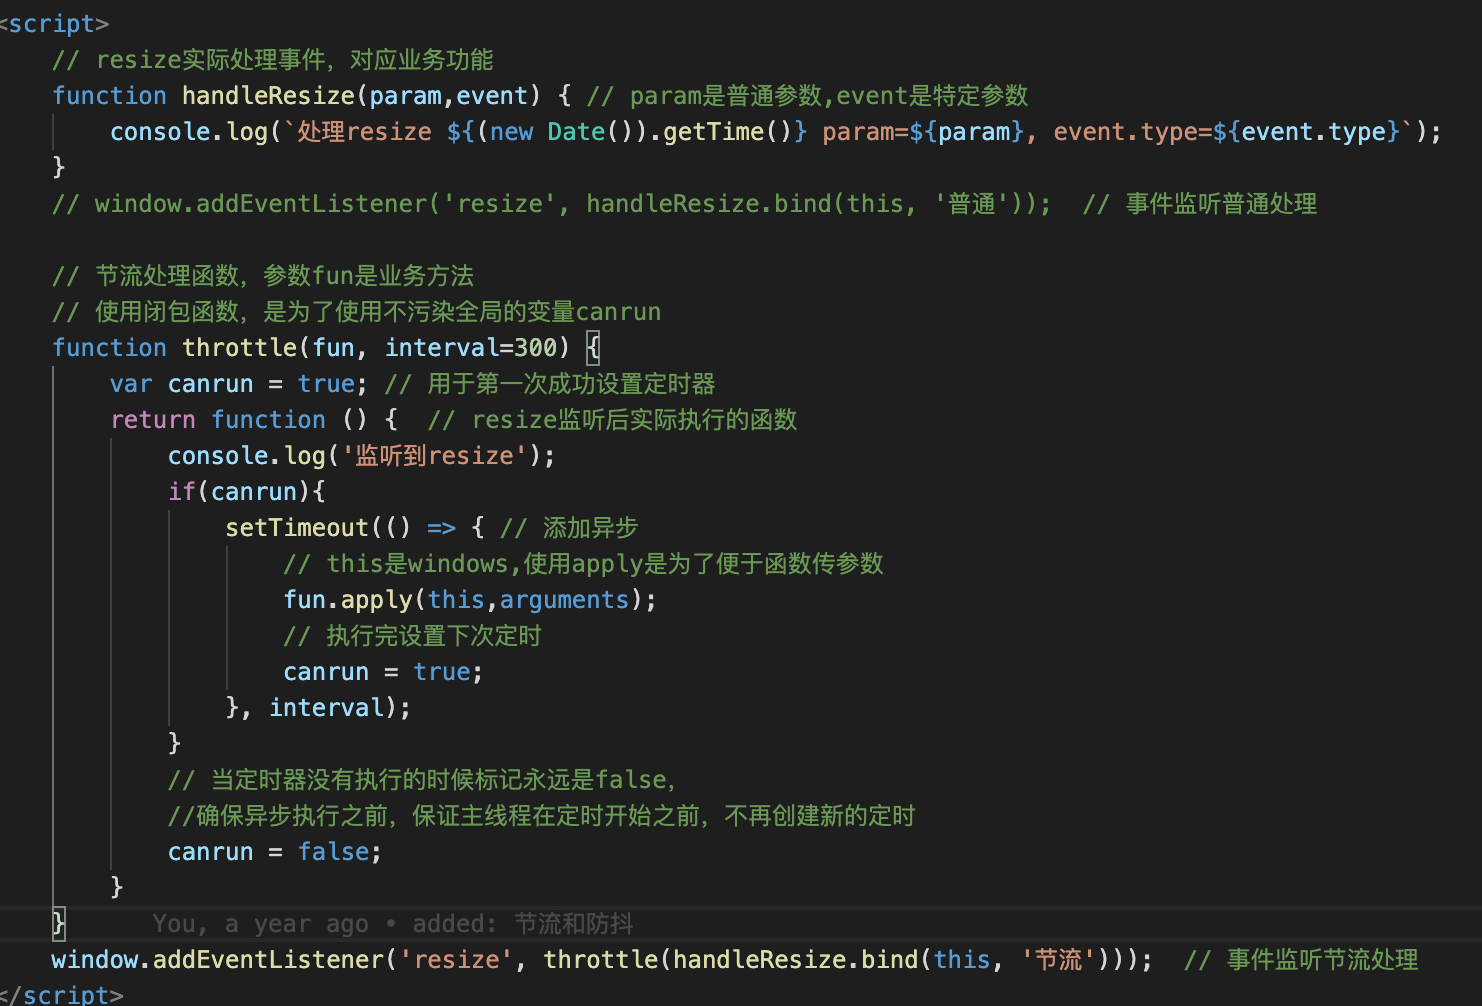 <script>
// resize实际处理事件，对应业务功能
function handleResize(param,event) { // param是普通参数,event是特定参数
console.log(`处理resize ${(new Date()).getTime()} param=${param}, event.type=${event.type}`);
}
// window.addEventListener('resize', handleResize.bind(this, '普通'));  // 事件监听普通处理
// 节流处理函数，参数fun是业务方法
// 使用闭包函数，是为了使用不污染全局的变量canrun
function throttle(fun, interval=300) {
var canrun = true; // 用于第一次成功设置定时器
return function () {  // resize监听后实际执行的函数
console.log('监听到resize');
if(canrun){
setTimeout(() => { // 添加异步
// this是windows,使用apply是为了便于函数传参数
fun.apply(this,arguments);
// 执行完设置下次定时
canrun = true;
}, interval);
}
// 当定时器没有执行的时候标记永远是false，
//确保异步执行之前，保证主线程在定时开始之前，不再创建新的定时
canrun = false;
}
}      You, a year ago • added: 节流和防抖
window.addEventListener('resize', throttle(handleResize.bind(this, '节流')));  // 事件监听节流处理
</script>